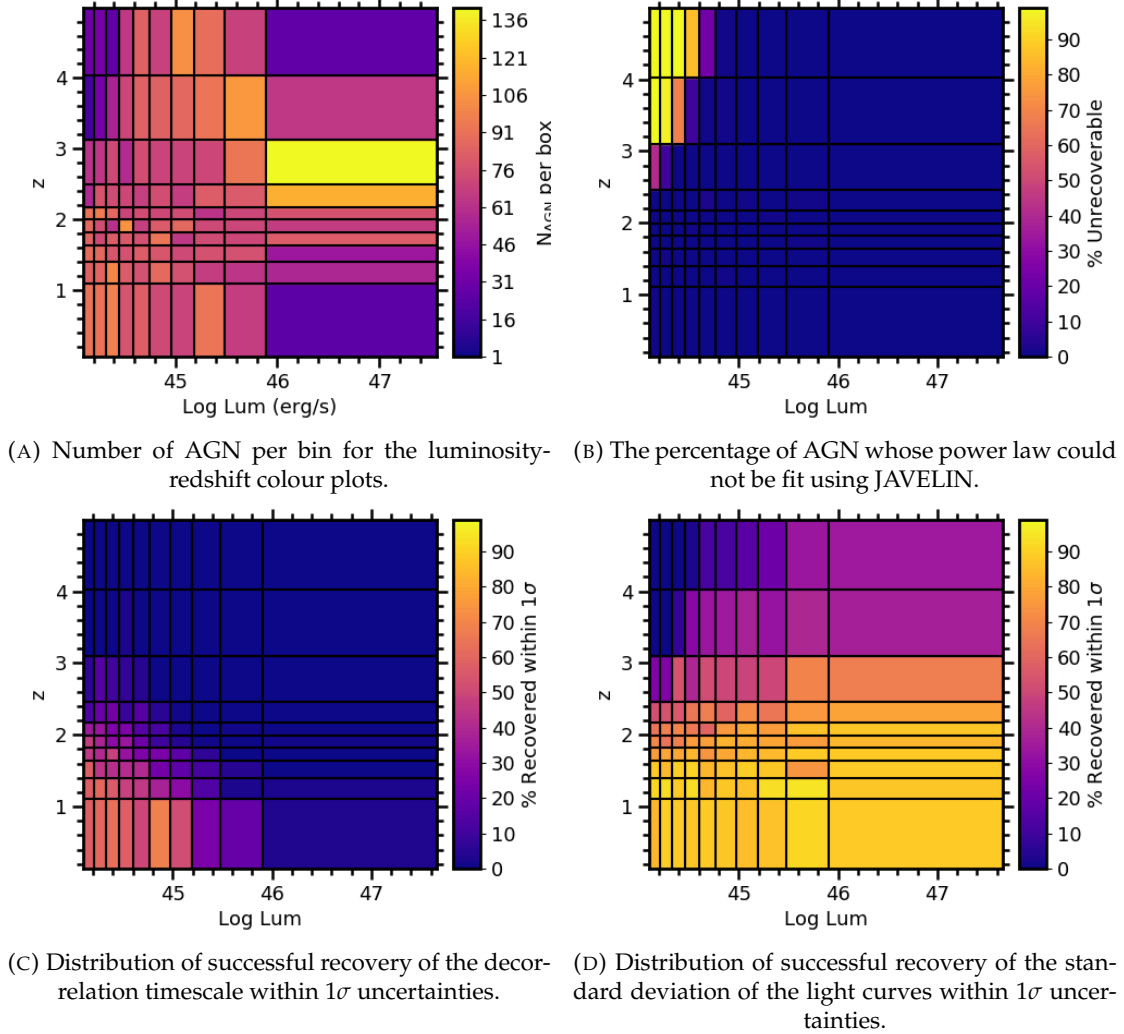 136
121
106
91
76
61
46
31
16
1
4
3
2
1
z
45 46 47
Log Lum (erg/s)
N_AGN per box
90
80
70
60
50
40
30
20
10
0
4
3
2
1
z
45 46 47
Log Lum
% Unrecoverable
(A) Number of AGN per bin for the luminosity-
redshift colour plots.
(B) The percentage of AGN whose power law could
not be fit using JAVELIN.
90
80
70
60
50
40
30
20
10
0
4
3
2
1
z
45 46 47
Log Lum
% Recovered within 1σ
90
80
70
60
50
40
30
20
10
0
4
3
2
1
z
45 46 47
Log Lum
% Recovered within 1σ
(C) Distribution of successful recovery of the decor-
relation timescale within 1σ uncertainties.
(D) Distribution of successful recovery of the stan-
dard deviation of the light curves within 1σ uncer-
tainties.